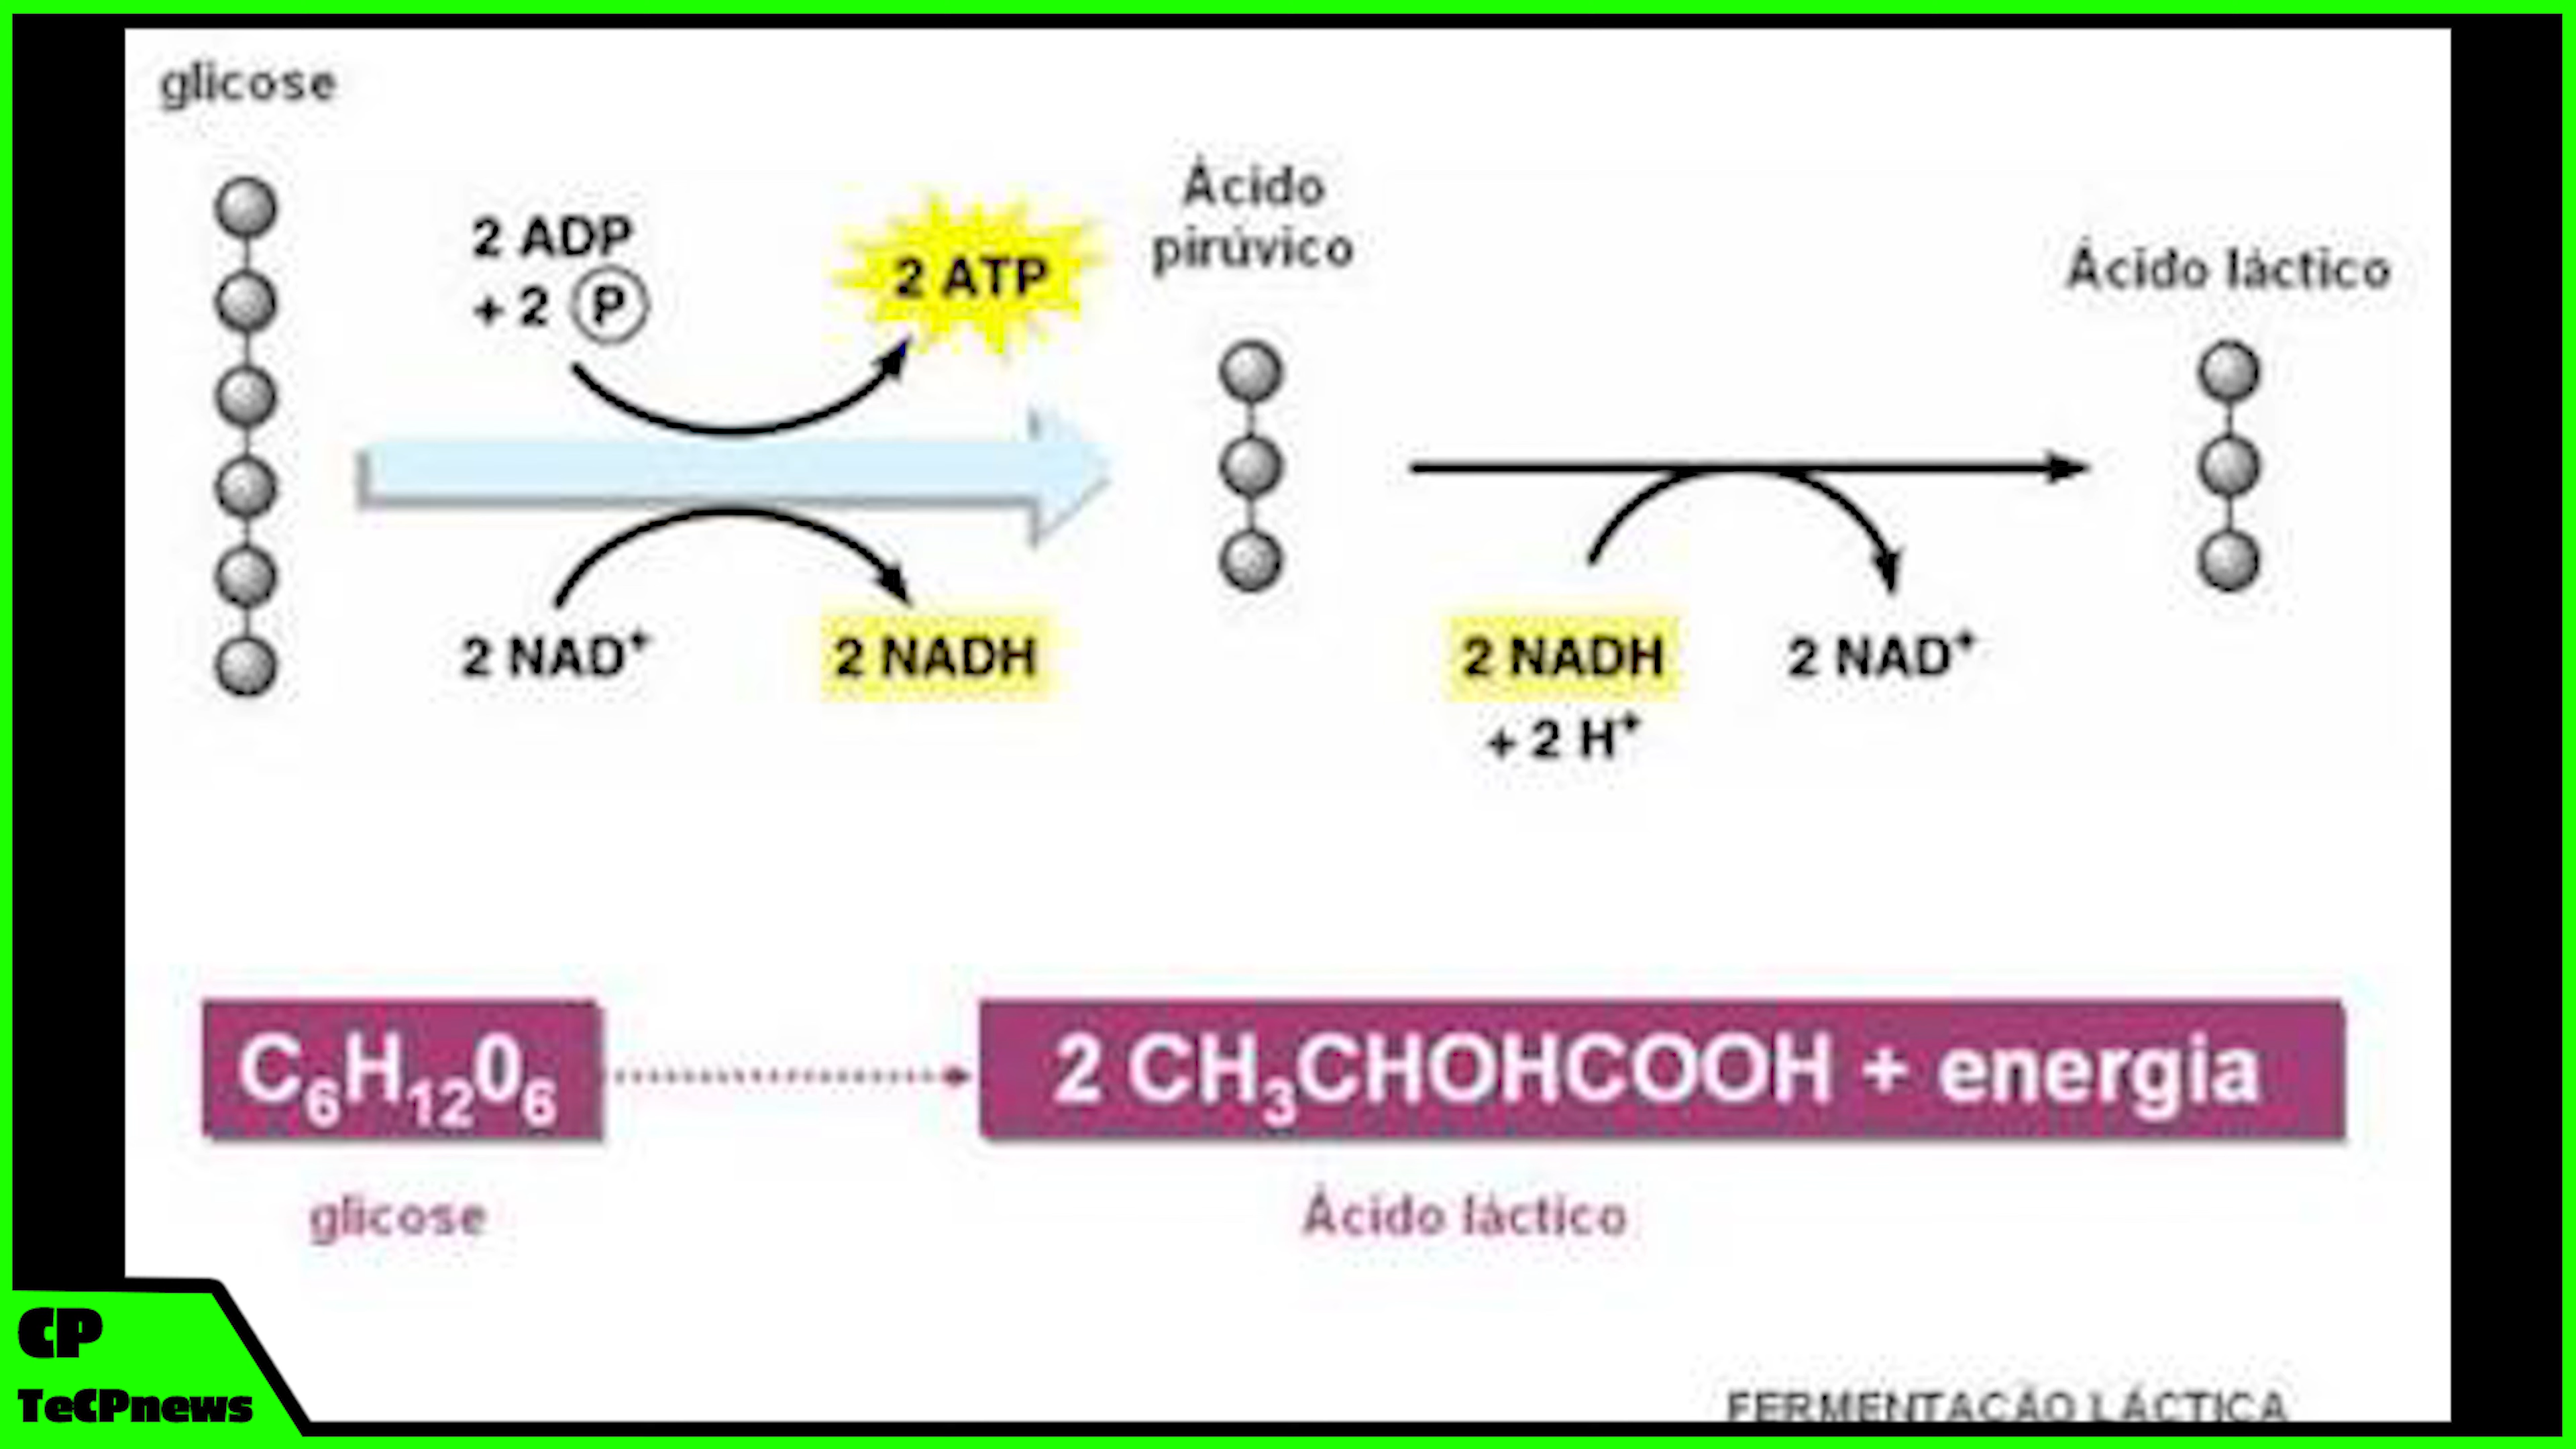 glicose
2 ADP
+ 2 P
2 ATP
Ácido
pirúvico
Ácido láctico
2 NAD⁺
2 NADH
2 NADH
+ 2 H⁺
2 NAD⁺
C₆H₁₂0₆
2 CH₃CHOHCOOH + energia
glicose
Ácido láctico
CP
TeCPnews
FERMENTAÇÃO LÁCTICA